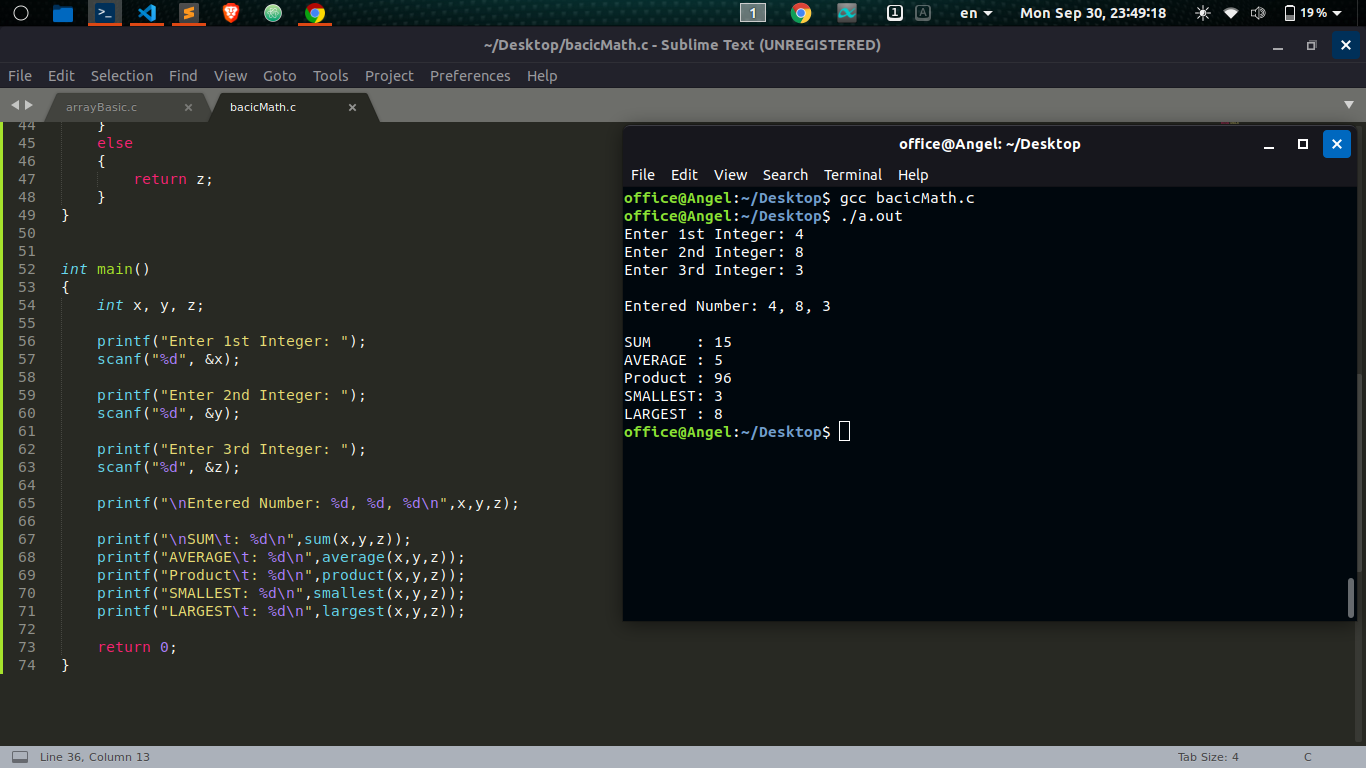 1
1
A
en
Mon Sep 30, 23:49:18
19 %
~/Desktop/bacicMath.c - Sublime Text (UNREGISTERED)
File Edit Selection Find View Goto Tools Project Preferences Help
arrayBasic.c × bacicMath.c ×
44         }
45     else
46     {
47         return z;
48     }
49 }
50
51
52 int main()
53 {
54     int x, y, z;
55
56     printf("Enter 1st Integer: ");
57     scanf("%d", &x);
58
59     printf("Enter 2nd Integer: ");
60     scanf("%d", &y);
61
62     printf("Enter 3rd Integer: ");
63     scanf("%d", &z);
64
65     printf("\nEntered Number: %d, %d, %d\n",x,y,z);
66
67     printf("\nSUM\t: %d\n",sum(x,y,z));
68     printf("AVERAGE\t: %d\n",average(x,y,z));
69     printf("Product\t: %d\n",product(x,y,z));
70     printf("SMALLEST: %d\n",smallest(x,y,z));
71     printf("LARGEST\t: %d\n",largest(x,y,z));
72
73     return 0;
74 }
office@Angel: ~/Desktop
File Edit View Search Terminal Help
office@Angel:~/Desktop$ gcc bacicMath.c
office@Angel:~/Desktop$ ./a.out
Enter 1st Integer: 4
Enter 2nd Integer: 8
Enter 3rd Integer: 3
Entered Number: 4, 8, 3
SUM     : 15
AVERAGE : 5
Product : 96
SMALLEST: 3
LARGEST : 8
office@Angel:~/Desktop$
Line 36, Column 13
Tab Size: 4
C